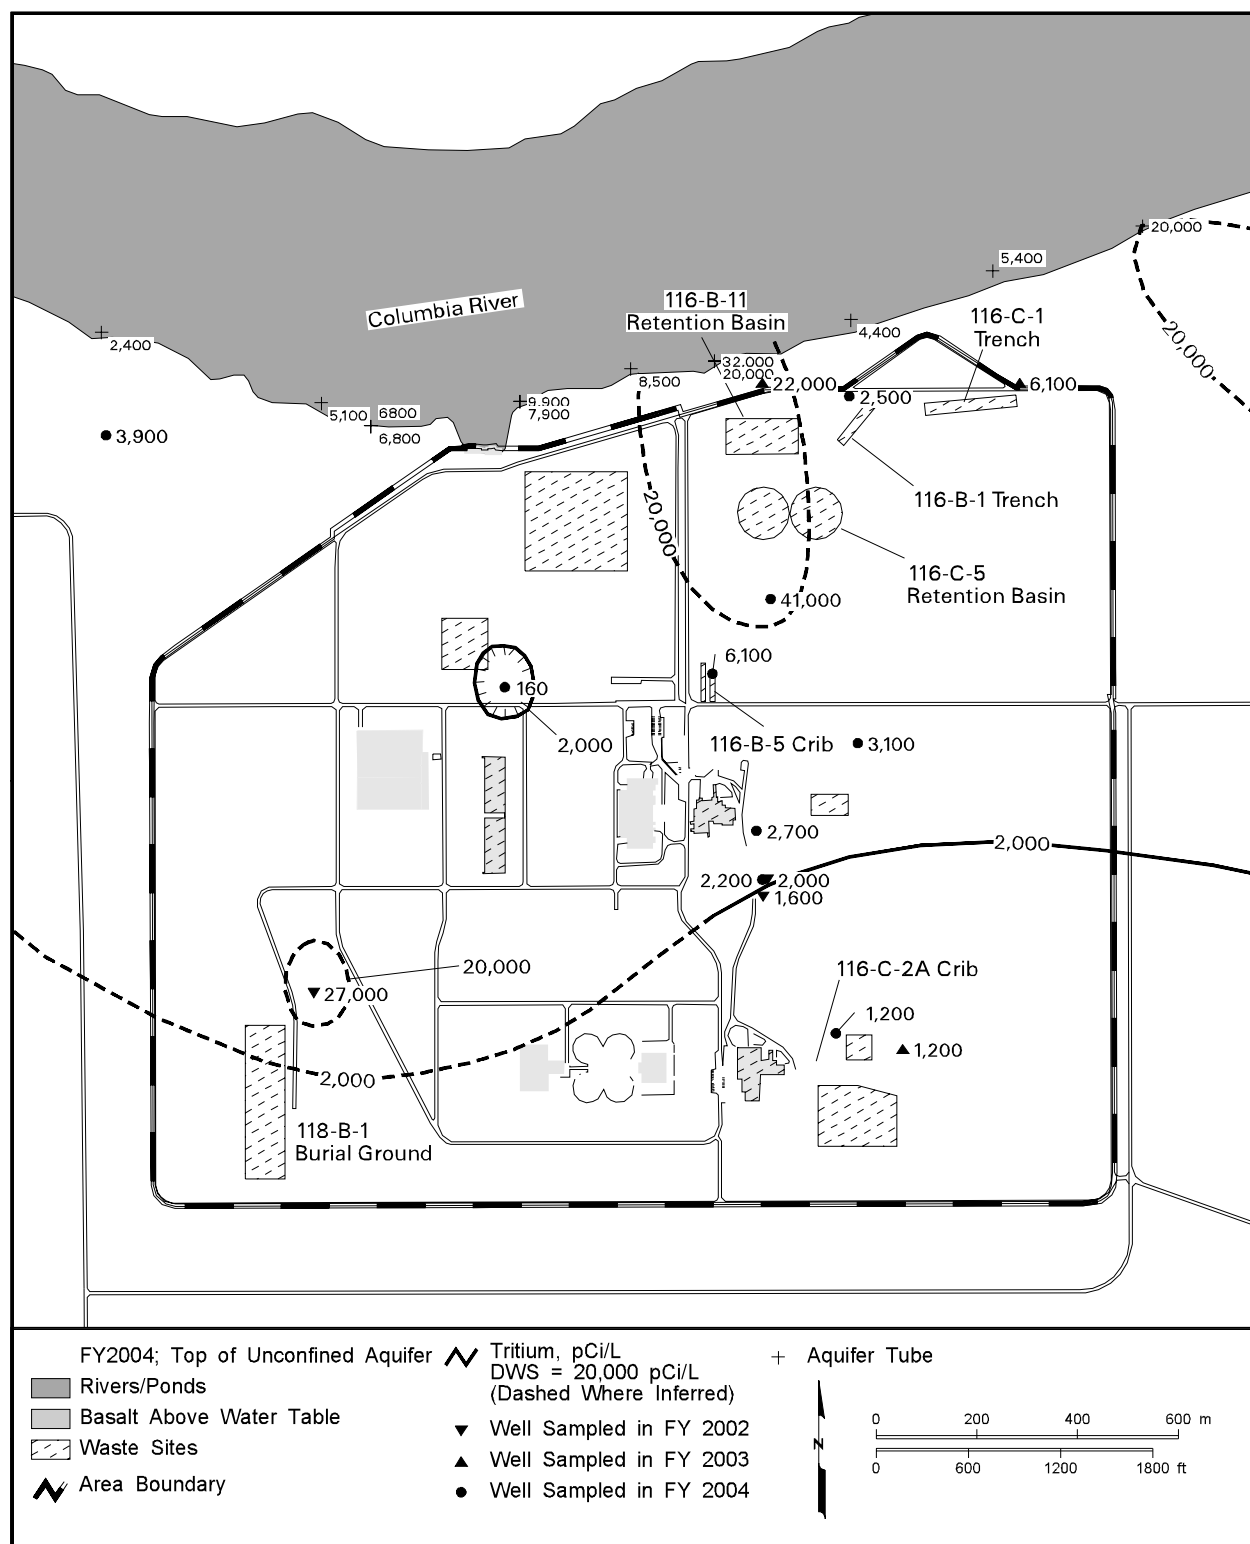 20,000
5,400
116-B-11
Retention Basin
Columbia River
116-C-1
Trench
4,400
20,000
2,400
32,000
20,000
22,000
6,100
8,500
2,500
5,100
6800
6,800
9,900
7,900
3,900
116-B-1 Trench
20,000
116-C-5
Retention Basin
41,000
6,100
160
2,000
116-B-5 Crib
3,100
2,700
2,000
2,200
2,000
1,600
20,000
116-C-2A Crib
27,000
1,200
1,200
2,000
118-B-1
Burial Ground
FY2004; Top of Unconfined Aquifer
Rivers/Ponds
Basalt Above Water Table
Waste Sites
Area Boundary
Tritium, pCi/L
DWS = 20,000 pCi/L
(Dashed Where Inferred)
Well Sampled in FY 2002
Well Sampled in FY 2003
Well Sampled in FY 2004
Aquifer Tube
N
0 200 400 600 m
0 600 1200 1800 ft